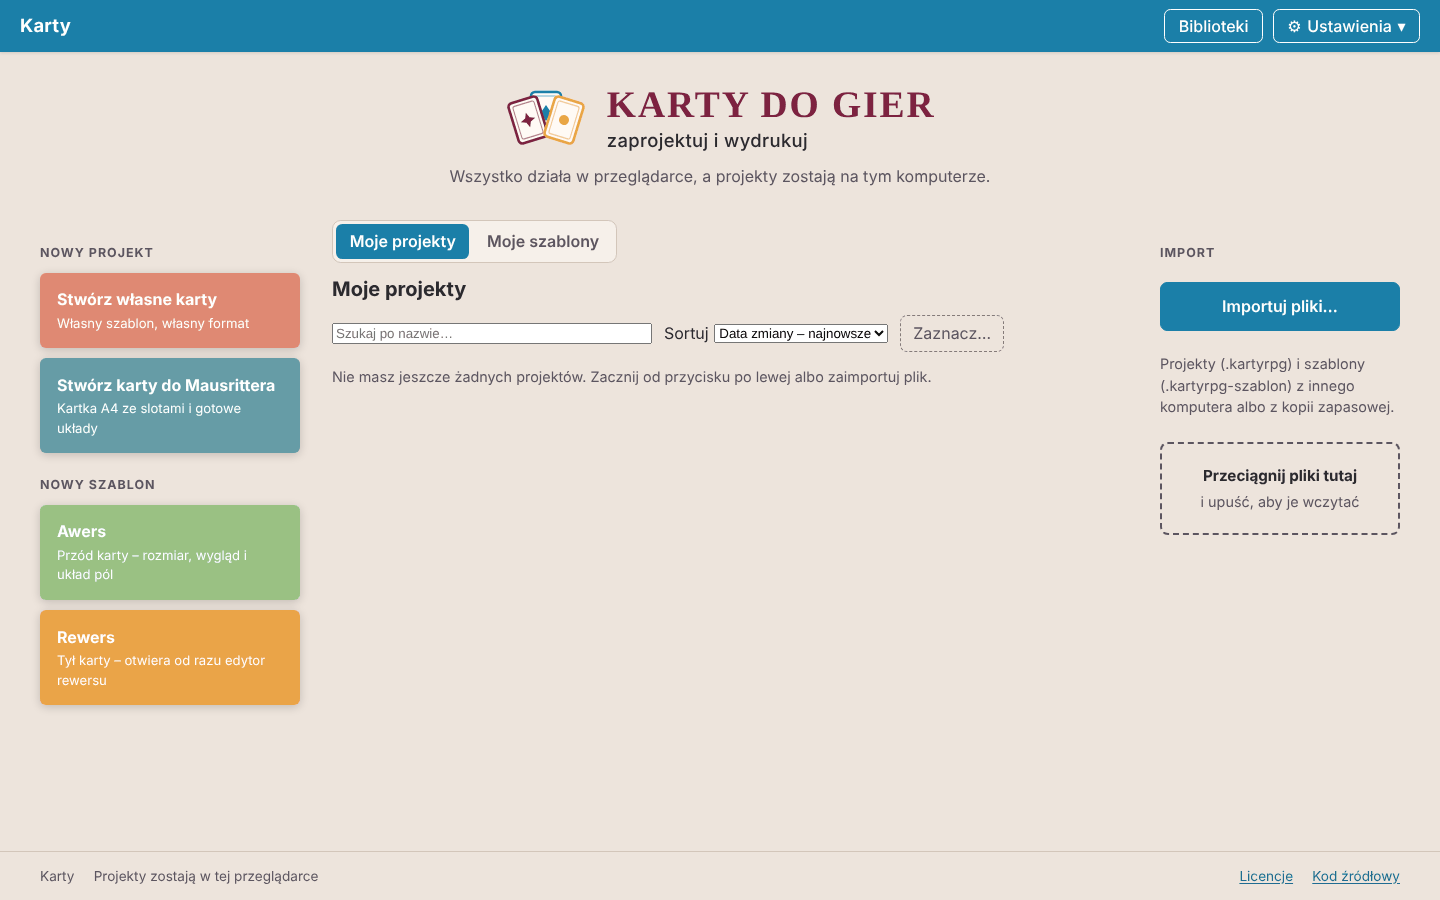 Karty
Biblioteki
⚙ Ustawienia ▾
KARTY DO GIER
zaprojektuj i wydrukuj
Wszystko działa w przeglądarce, a projekty zostają na tym komputerze.
NOWY PROJEKT
Stwórz własne karty
Własny szablon, własny format
Stwórz karty do Mausrittera
Kartka A4 ze slotami i gotowe
układy
NOWY SZABLON
Awers
Przód karty – rozmiar, wygląd i
układ pól
Rewers
Tył karty – otwiera od razu edytor
rewersu
Moje projekty
Moje szablony
Moje projekty
Szukaj po nazwie…
Sortuj
Data zmiany – najnowsze
Zaznacz…
Nie masz jeszcze żadnych projektów. Zacznij od przycisku po lewej albo zaimportuj plik.
IMPORT
Importuj pliki…
Projekty (.kartyrpg) i szablony
(.kartyrpg-szablon) z innego
komputera albo z kopii zapasowej.
Przeciągnij pliki tutaj
i upuść, aby je wczytać
Karty
Projekty zostają w tej przeglądarce
Licencje
Kod źródłowy